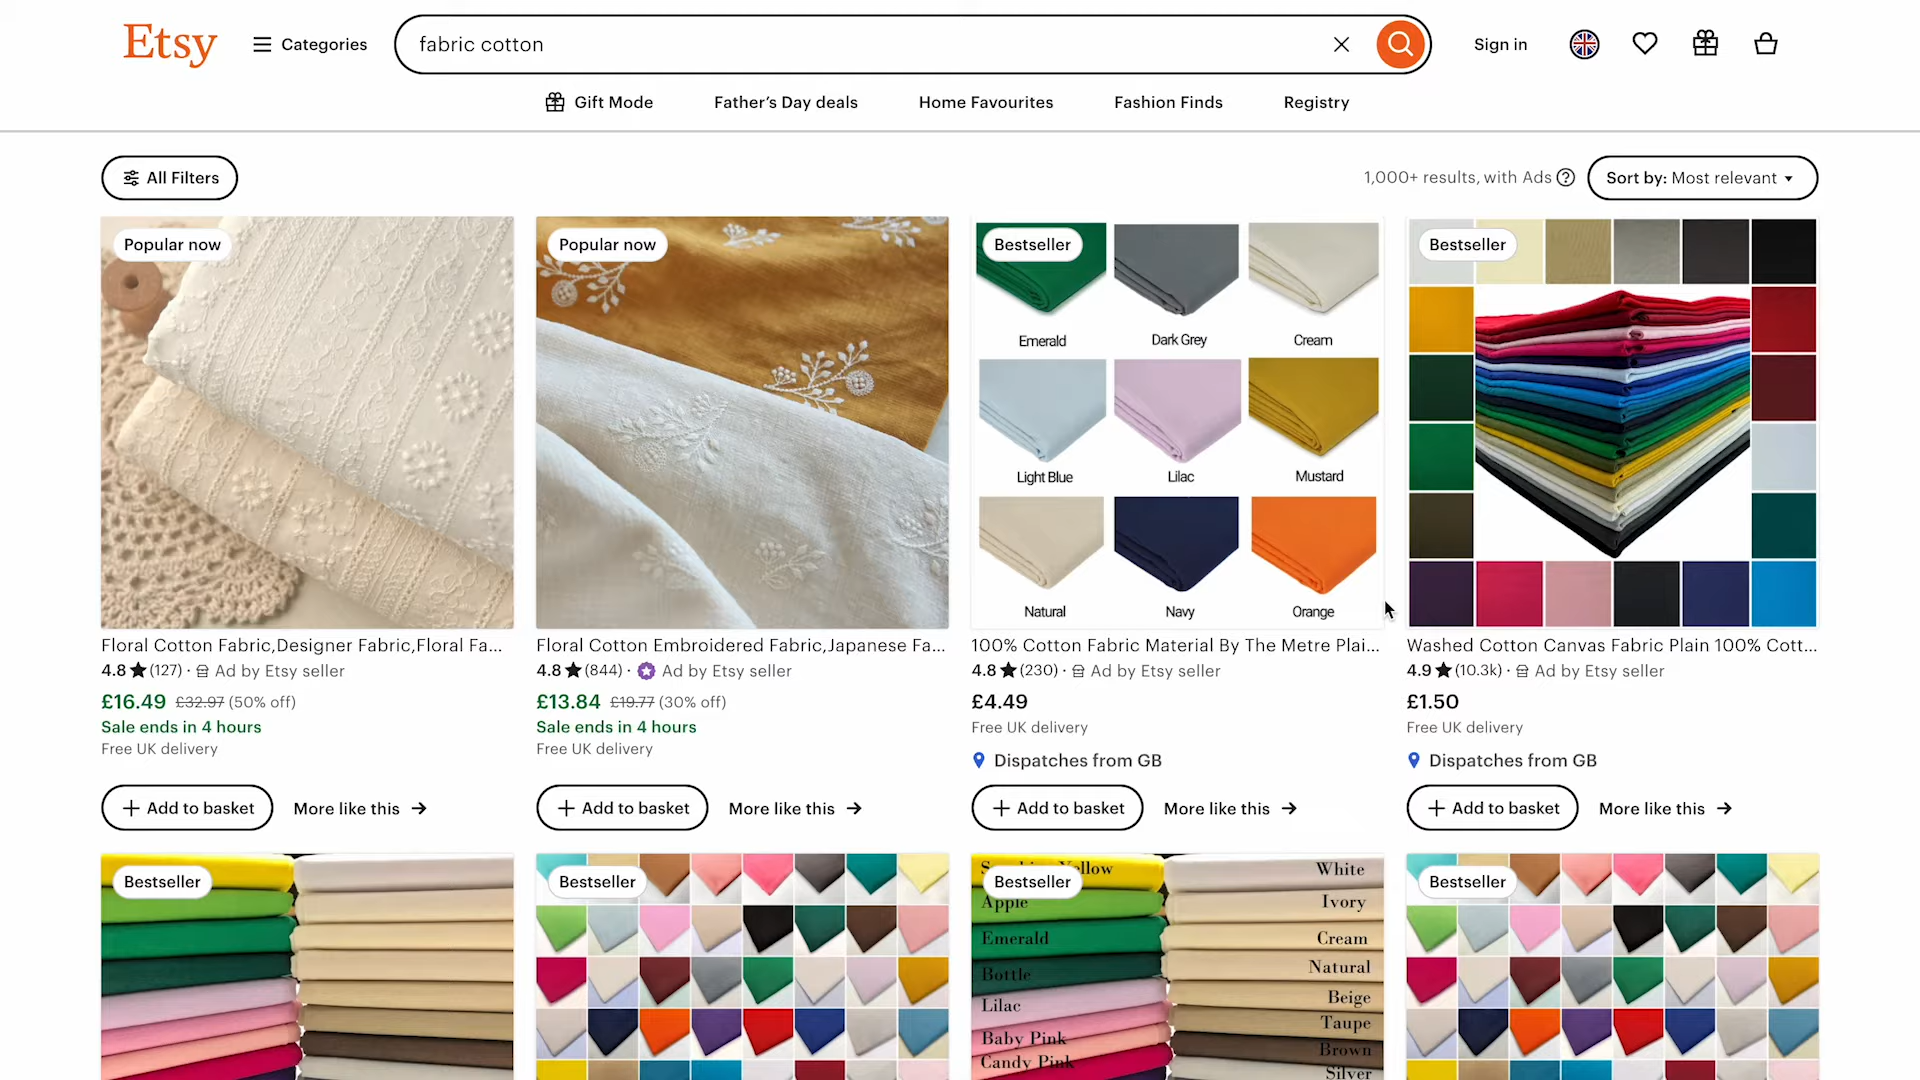 Etsy
Categories
fabric cotton
Sign in
Gift Mode
Father's Day deals
Home Favourites
Fashion Finds
Registry
All Filters
1,000+ results, with Ads ?
Sort by: Most relevant
Popular now
Popular now
Bestseller
Emerald
Dark Grey
Cream
Light Blue
Lilac
Mustard
Natural
Navy
Orange
Bestseller
Floral Cotton Fabric,Designer Fabric,Floral Fa...
4.8 ★ (127) · Ad by Etsy seller
£16.49 £32.97 (50% off)
Sale ends in 4 hours
Free UK delivery
+ Add to basket
More like this →
Floral Cotton Embroidered Fabric,Japanese Fa...
4.8 ★ (844) · Ad by Etsy seller
£13.84 £19.77 (30% off)
Sale ends in 4 hours
Free UK delivery
+ Add to basket
More like this →
100% Cotton Fabric Material By The Metre Plai...
4.8 ★ (230) · Ad by Etsy seller
£4.49
Free UK delivery
Dispatches from GB
+ Add to basket
More like this →
Washed Cotton Canvas Fabric Plain 100% Cott...
4.9 ★ (10.3k) · Ad by Etsy seller
£1.50
Free UK delivery
Dispatches from GB
+ Add to basket
More like this →
Bestseller
Bestseller
Bestseller
White
Apple
Ivory
Emerald
Cream
Bottle
Natural
Lilac
Beige
Baby Pink
Taupe
Candy Pink
Brown
Silver
Bestseller